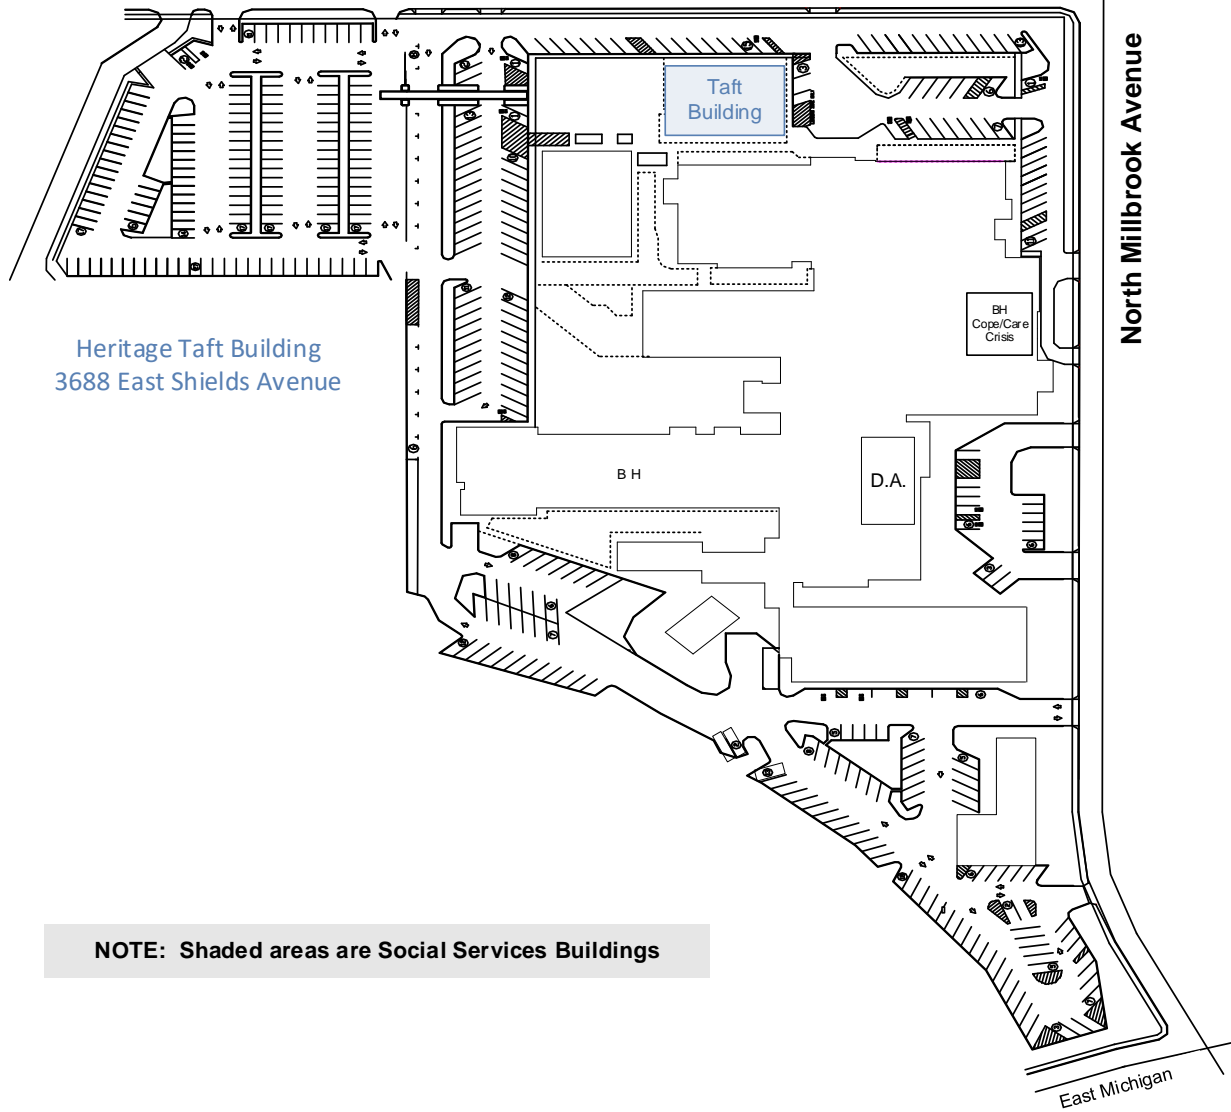 Taft
Building
North Millbrook Avenue
BH
Cope/Care
Crisis
Heritage Taft Building
3688 East Shields Avenue
B H
D.A.
NOTE: Shaded areas are Social Services Buildings
East Michigan